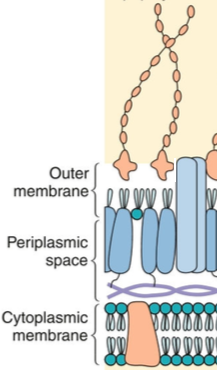 Outer
membrane
Periplasmic
space
Cytoplasmic
membrane